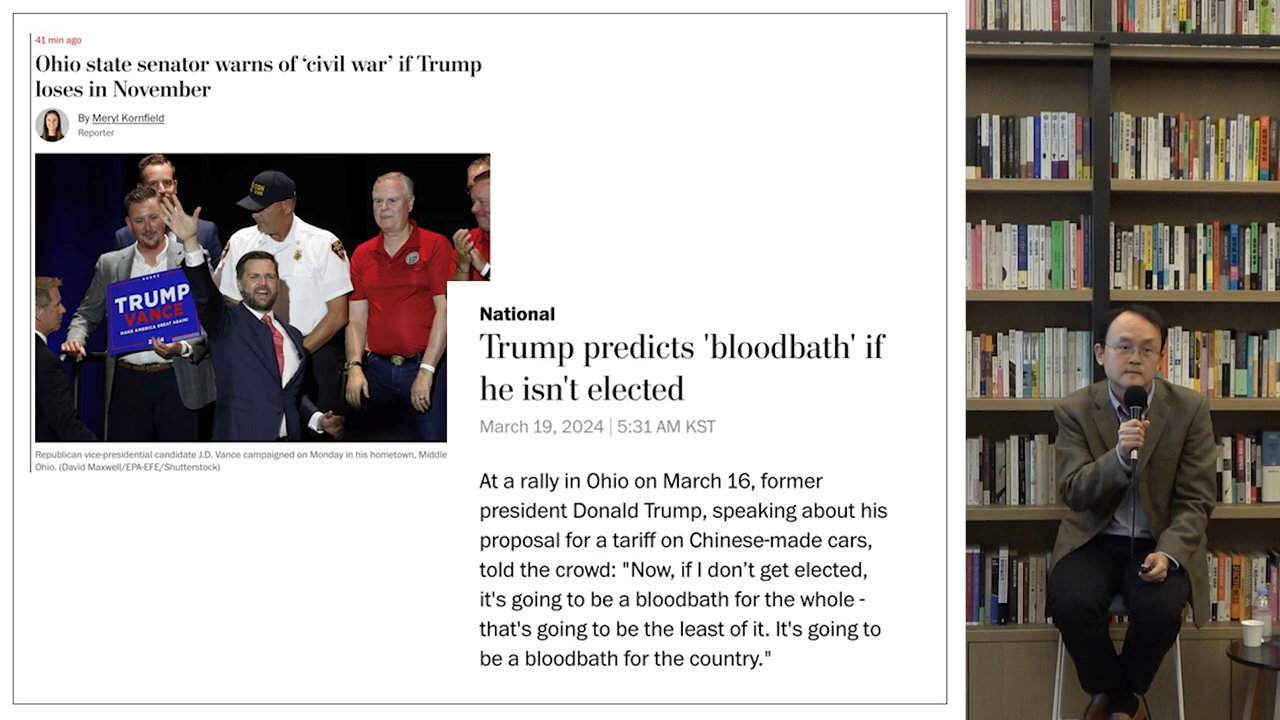 41 min ago
Ohio state senator warns of ‘civil war’ if Trump
loses in November
By Meryl Kornfield
Reporter
TRUMP
VANCE
MAKE AMERICA GREAT AGAIN!
Republican vice-presidential candidate J.D. Vance campaigned on Monday in his hometown, Middle
Ohio. (David Maxwell/EPA-EFE/Shutterstock)
National
Trump predicts 'bloodbath' if
he isn't elected
March 19, 2024 | 5:31 AM KST
At a rally in Ohio on March 16, former
president Donald Trump, speaking about his
proposal for a tariff on Chinese-made cars,
told the crowd: "Now, if I don’t get elected,
it's going to be a bloodbath for the whole -
that's going to be the least of it. It's going to
be a bloodbath for the country."